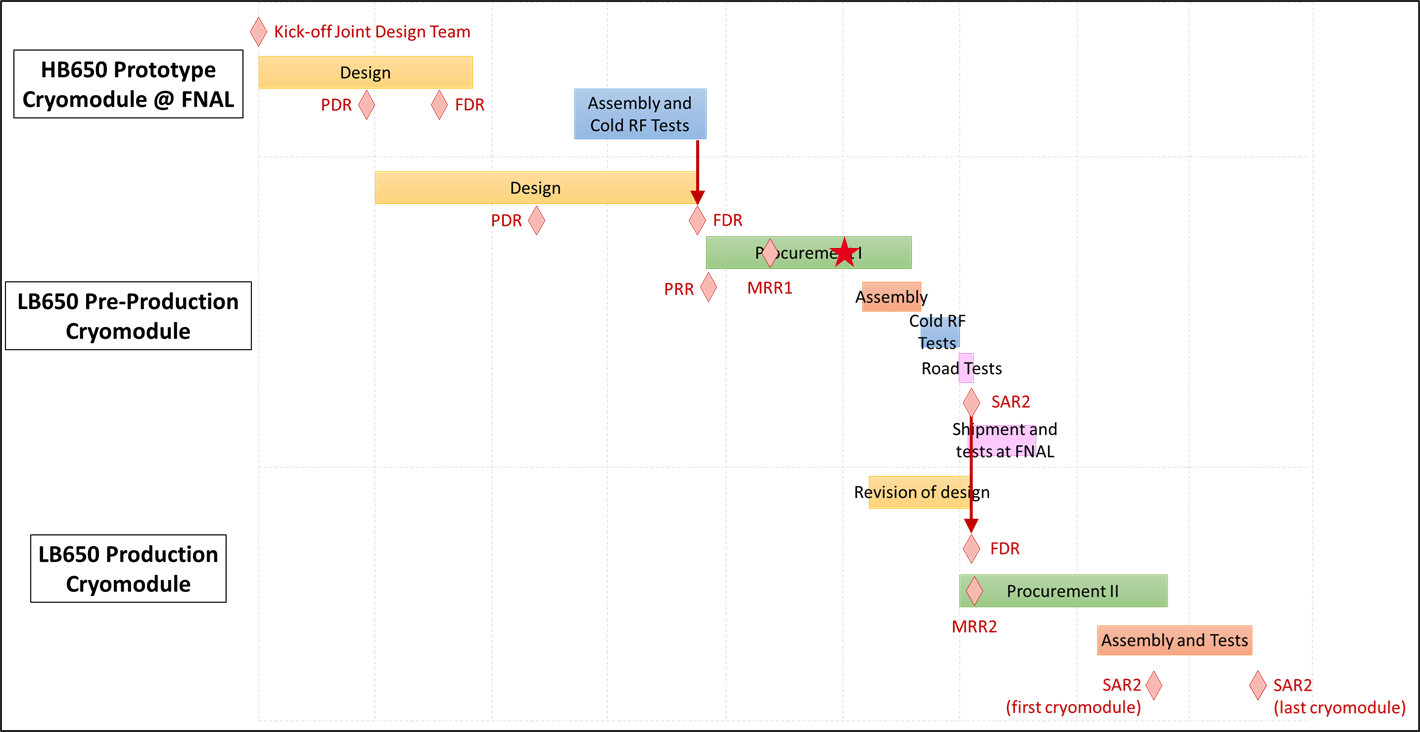 Kick-off Joint Design Team
HB650 Prototype
Cryomodule @ FNAL
Design
PDR
FDR
Assembly and
Cold RF Tests
Design
PDR
FDR
Procurement I
PRR
MRR1
LB650 Pre-Production
Cryomodule
Assembly
Cold RF
Tests
Road Tests
SAR2
Shipment and
tests at FNAL
Revision of design
LB650 Production
Cryomodule
FDR
Procurement II
MRR2
Assembly and Tests
SAR2
(first cryomodule)
SAR2
(last cryomodule)